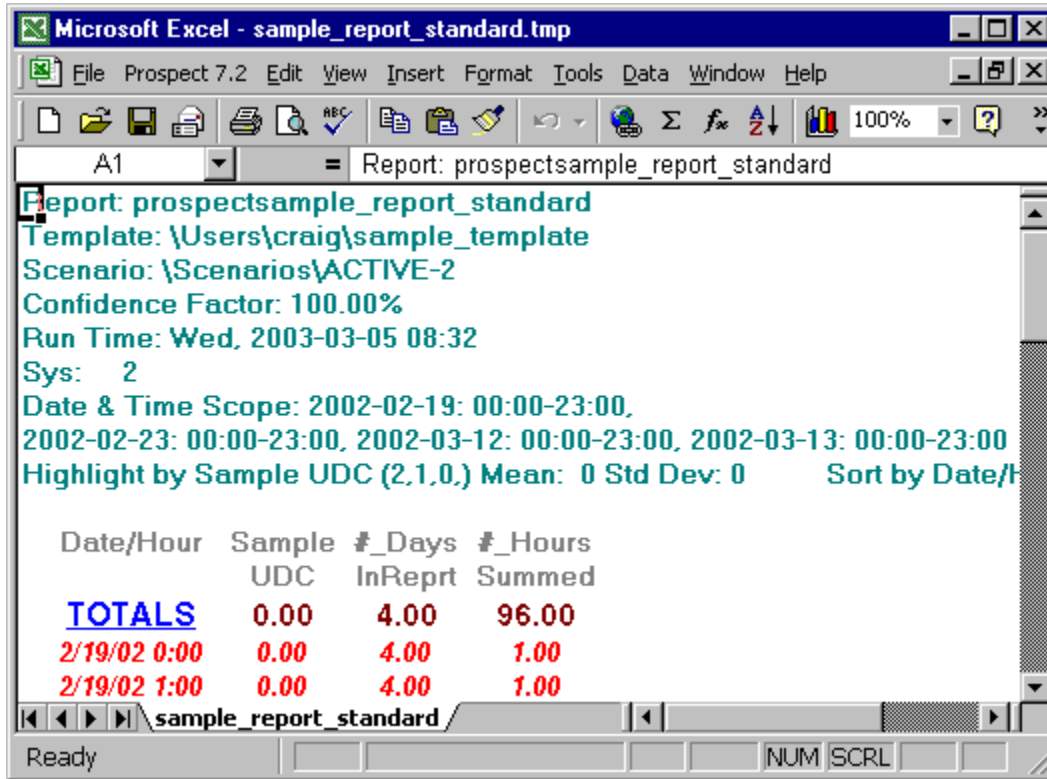 Microsoft Excel - sample_report_standard.tmp
File Prospect 7.2 Edit View Insert Format Tools Data Window Help
ABC Σ fx A Z 100% ?
A1 = Report: prospectsample_report_standard
Report: prospectsample_report_standard
Template: \Users\craig\sample_template
Scenario: \Scenarios\ACTIVE-2
Confidence Factor: 100.00%
Run Time: Wed, 2003-03-05 08:32
Sys: 2
Date & Time Scope: 2002-02-19: 00:00-23:00,
2002-02-23: 00:00-23:00, 2002-03-12: 00:00-23:00, 2002-03-13: 00:00-23:00
Highlight by Sample UDC (2,1,0,) Mean: 0 Std Dev: 0 Sort by Date/H
Date/Hour Sample #_Days #_Hours
UDC InReprt Summed
TOTALS 0.00 4.00 96.00
2/19/02 0:00 0.00 4.00 1.00
2/19/02 1:00 0.00 4.00 1.00
sample_report_standard
Ready NUM SCRL